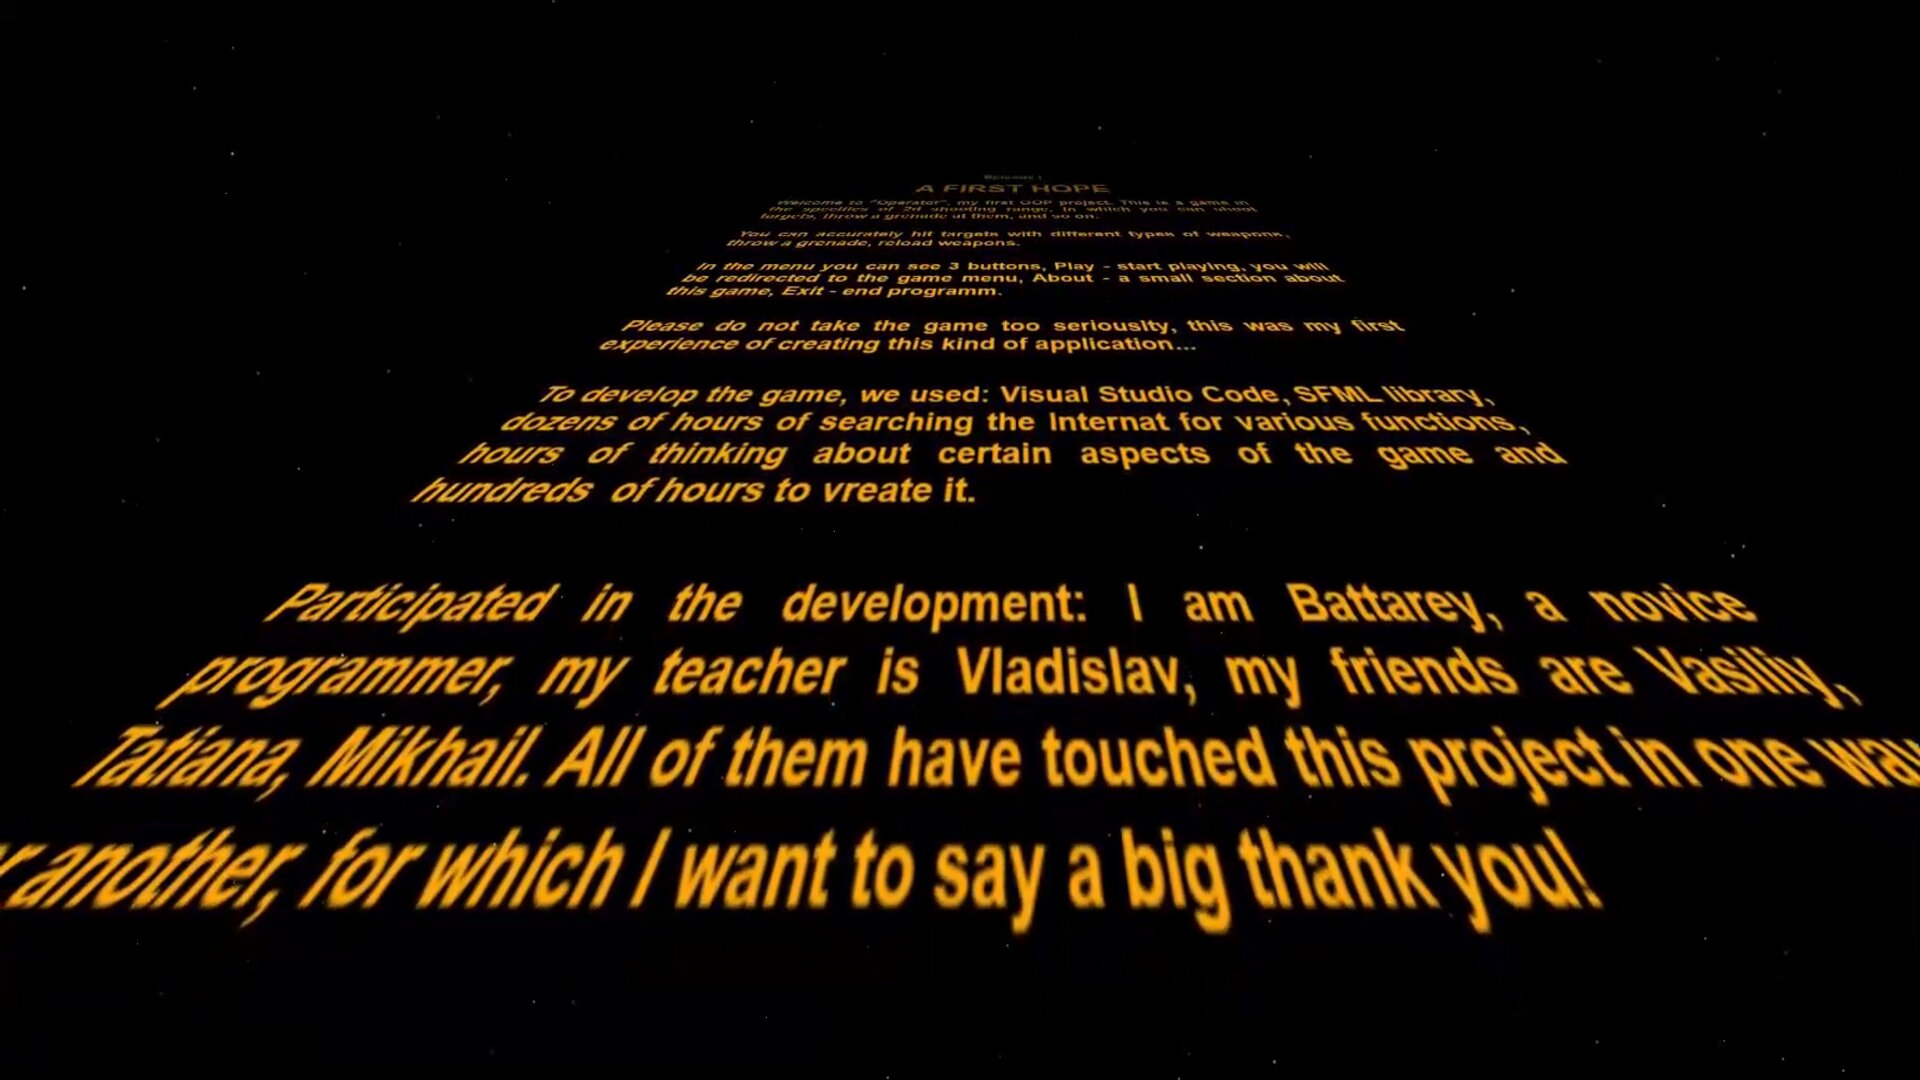 Episode 1
A FIRST HOPE
Welcome to "Operator", my first OOP project. This is a game in
the specifics of 2d shooting range, in which you can shoot
targets, throw a grenade at them, and so on.
You can accurately hit targets with different types of weapons,
throw a grenade, reload weapons.
In the menu you can see 3 buttons, Play - start playing, you will
be redirected to the game menu, About - a small section about
this game, Exit - end programm.
Please do not take the game too seriouslty, this was my first
experience of creating this kind of application...
To develop the game, we used: Visual Studio Code, SFML library,
dozens of hours of searching the Internat for various functions,
hours of thinking about certain aspects of the game and
hundreds of hours to vreate it.
Participated in the development: I am Battarey, a novice
programmer, my teacher is Vladislav, my friends are Vasiliy,
Tatiana, Mikhail. All of them have touched this project in one way
r another, for which I want to say a big thank you!